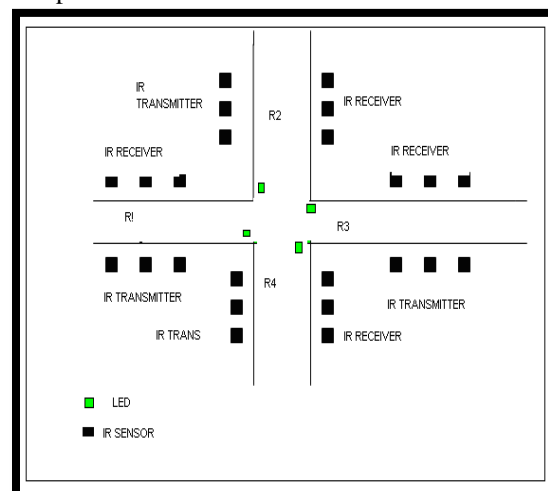 IR
TRANSMITTER
R2
IR RECEIVER
IR RECEIVER
IR RECEIVER
R!
R3
R4
IR TRANSMITTER
IR TRANSMITTER
IR TRANS
IR RECEIVER
LED
IR SENSOR